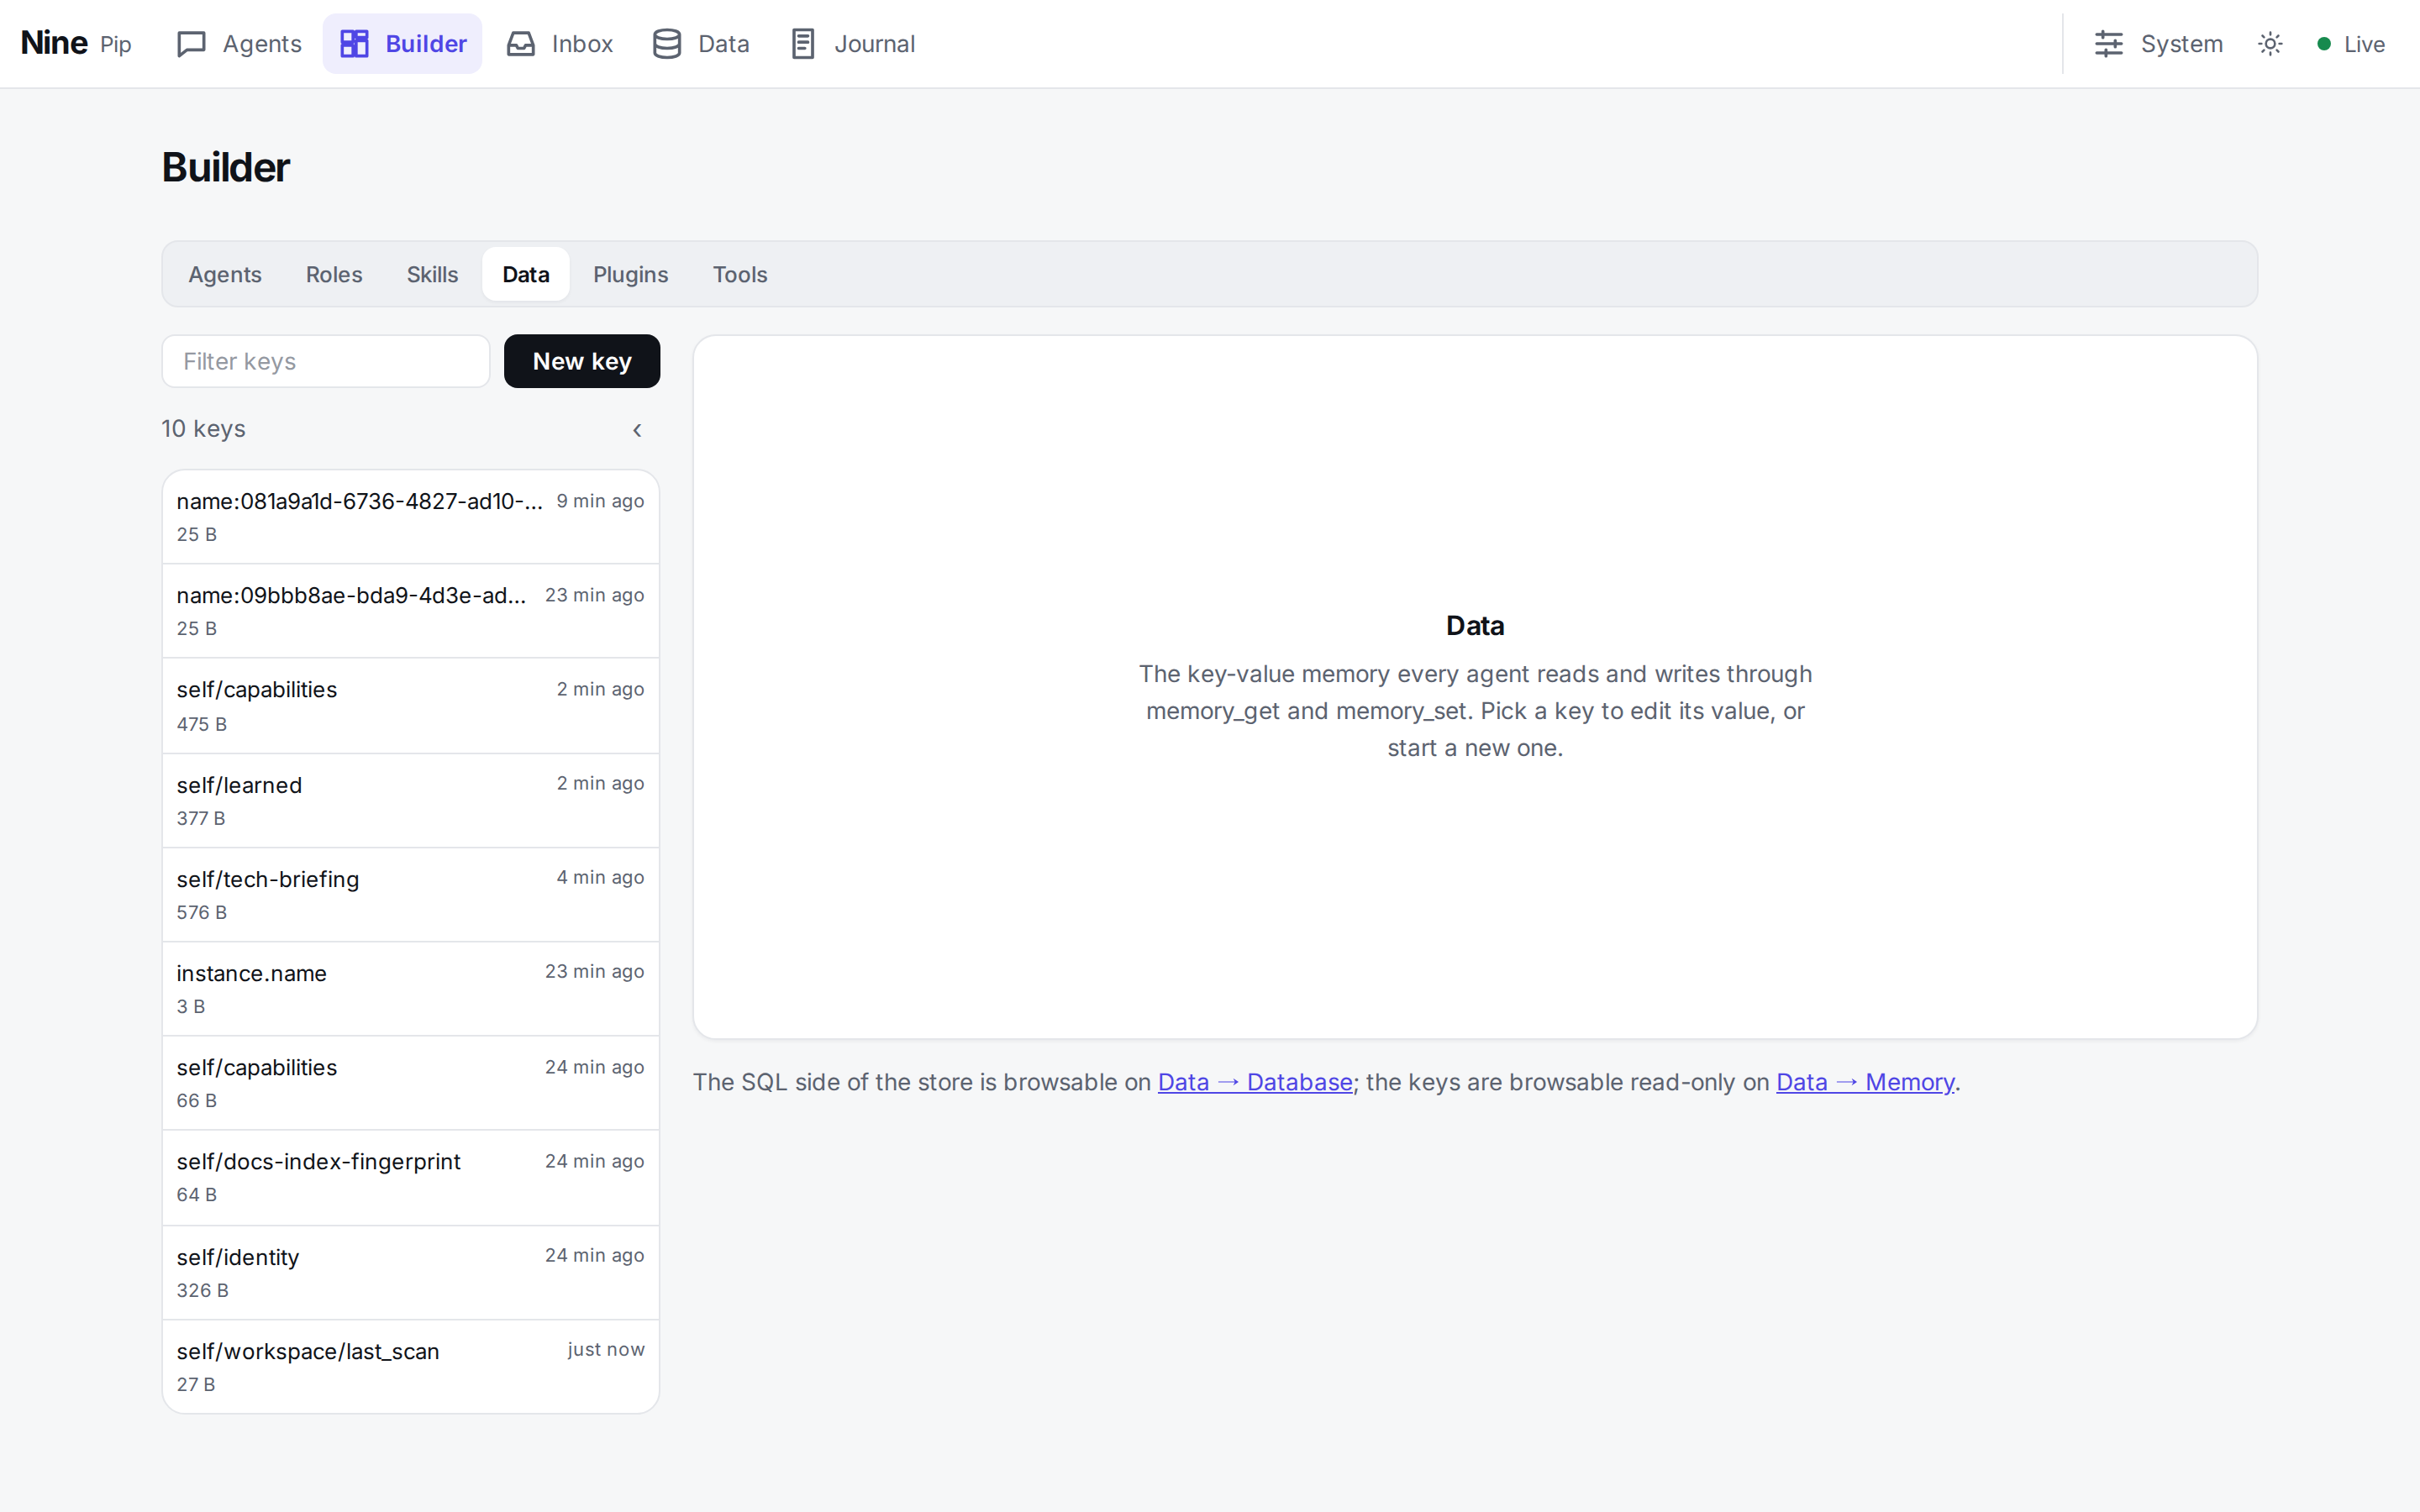 Nine Pip Agents Builder Inbox Data Journal System Live
Builder
Agents Roles Skills Data Plugins Tools
Filter keys New key
10 keys ‹
name:081a9a1d-6736-4827-ad10-... 9 min ago
25 B
name:09bbb8ae-bda9-4d3e-ad... 23 min ago
25 B
self/capabilities 2 min ago
475 B
self/learned 2 min ago
377 B
self/tech-briefing 4 min ago
576 B
instance.name 23 min ago
3 B
self/capabilities 24 min ago
66 B
self/docs-index-fingerprint 24 min ago
64 B
self/identity 24 min ago
326 B
self/workspace/last_scan just now
27 B
Data
The key-value memory every agent reads and writes through
memory_get and memory_set. Pick a key to edit its value, or
start a new one.
The SQL side of the store is browsable on Data → Database; the keys are browsable read-only on Data → Memory.